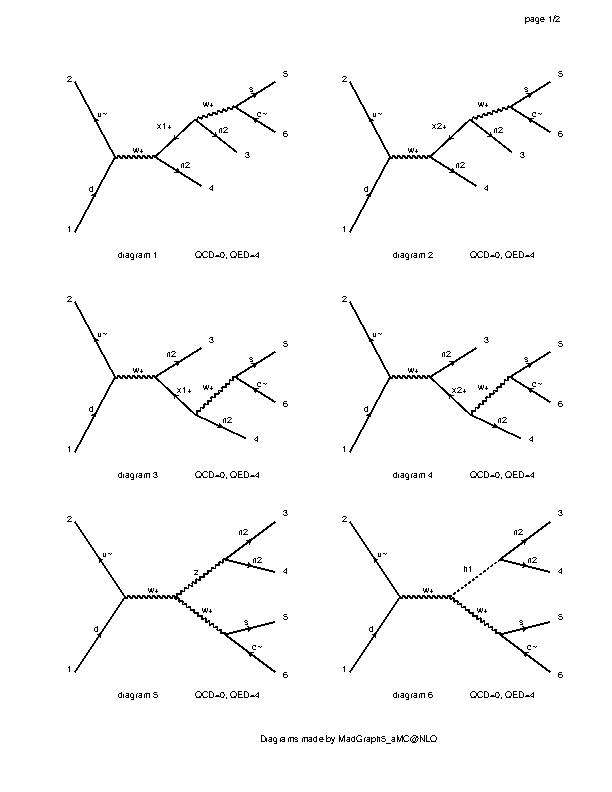 page 1/2
2
u~
d
1
w+
x1+
w+
s
5
c~
6
n2
3
n2
4
diagram 1 QCD=0, QED=4
2
u~
d
1
w+
x2+
w+
s
5
c~
6
n2
3
n2
4
diagram 2 QCD=0, QED=4
2
u~
d
1
w+
n2
3
x1+
w+
s
5
c~
6
n2
4
diagram 3 QCD=0, QED=4
2
u~
d
1
w+
n2
3
x2+
w+
s
5
c~
6
n2
4
diagram 4 QCD=0, QED=4
2
u~
d
1
w+
z
n2
3
n2
4
w+
s
5
c~
6
diagram 5 QCD=0, QED=4
2
u~
d
1
w+
h1
n2
3
n2
4
w+
s
5
c~
6
diagram 6 QCD=0, QED=4
Diagrams made by MadGraph5_aMC@NLO